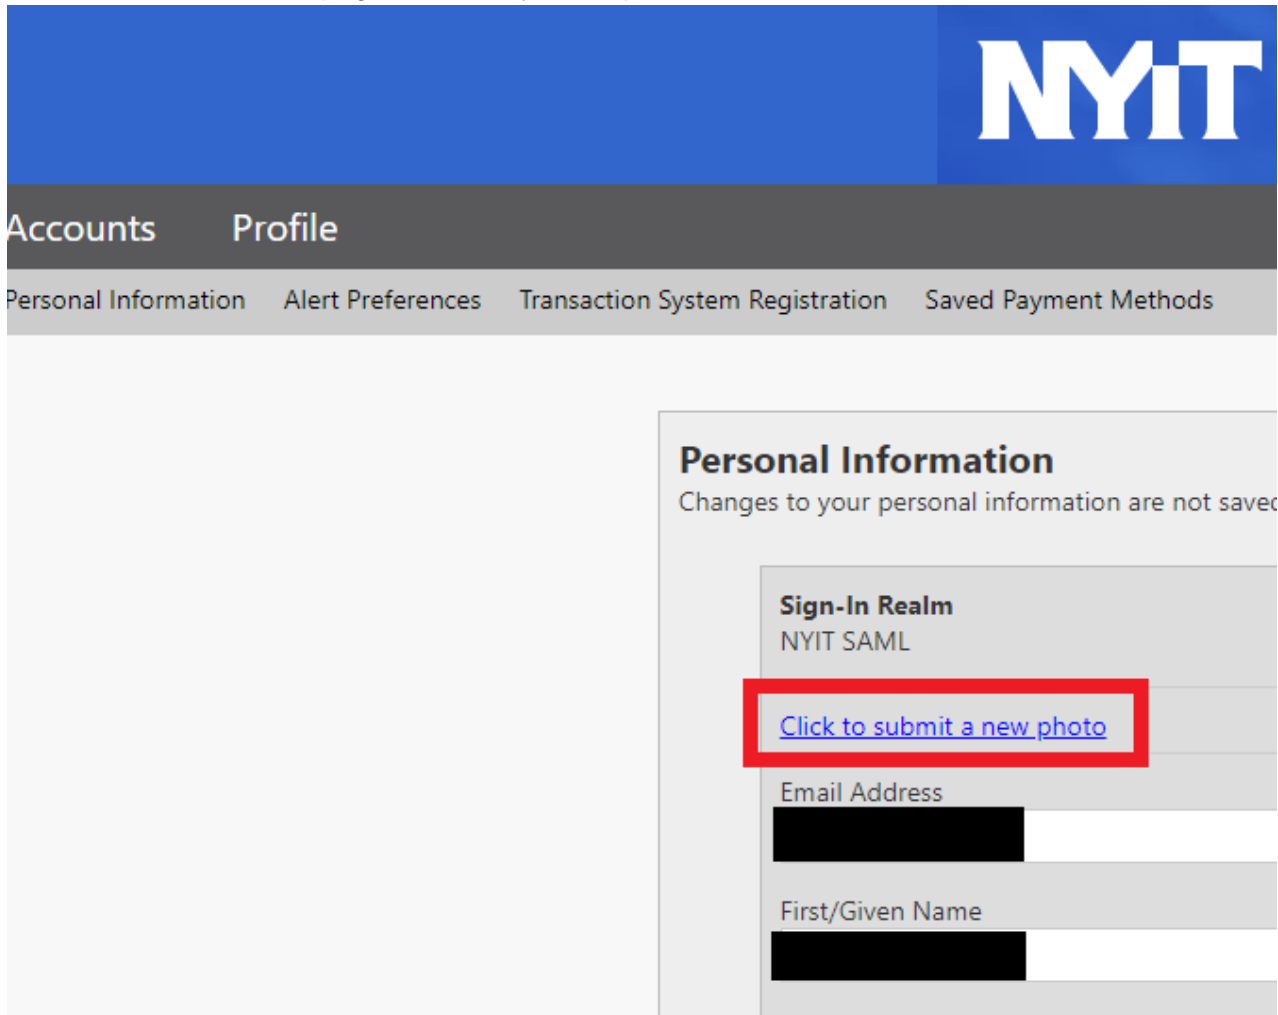 NYiT
Accounts Profile
Personal Information Alert Preferences Transaction System Registration Saved Payment Methods
Personal Information
Changes to your personal information are not saved
Sign-In Realm
NYIT SAML
Click to submit a new photo
Email Address
First/Given Name